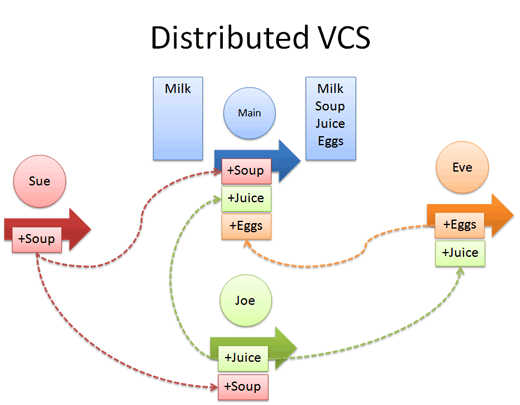 Distributed VCS
Milk
Main
Milk
Soup
Juice
Eggs
Sue
+Soup
+Soup
+Juice
+Eggs
Eve
+Eggs
+Juice
Joe
+Juice
+Soup